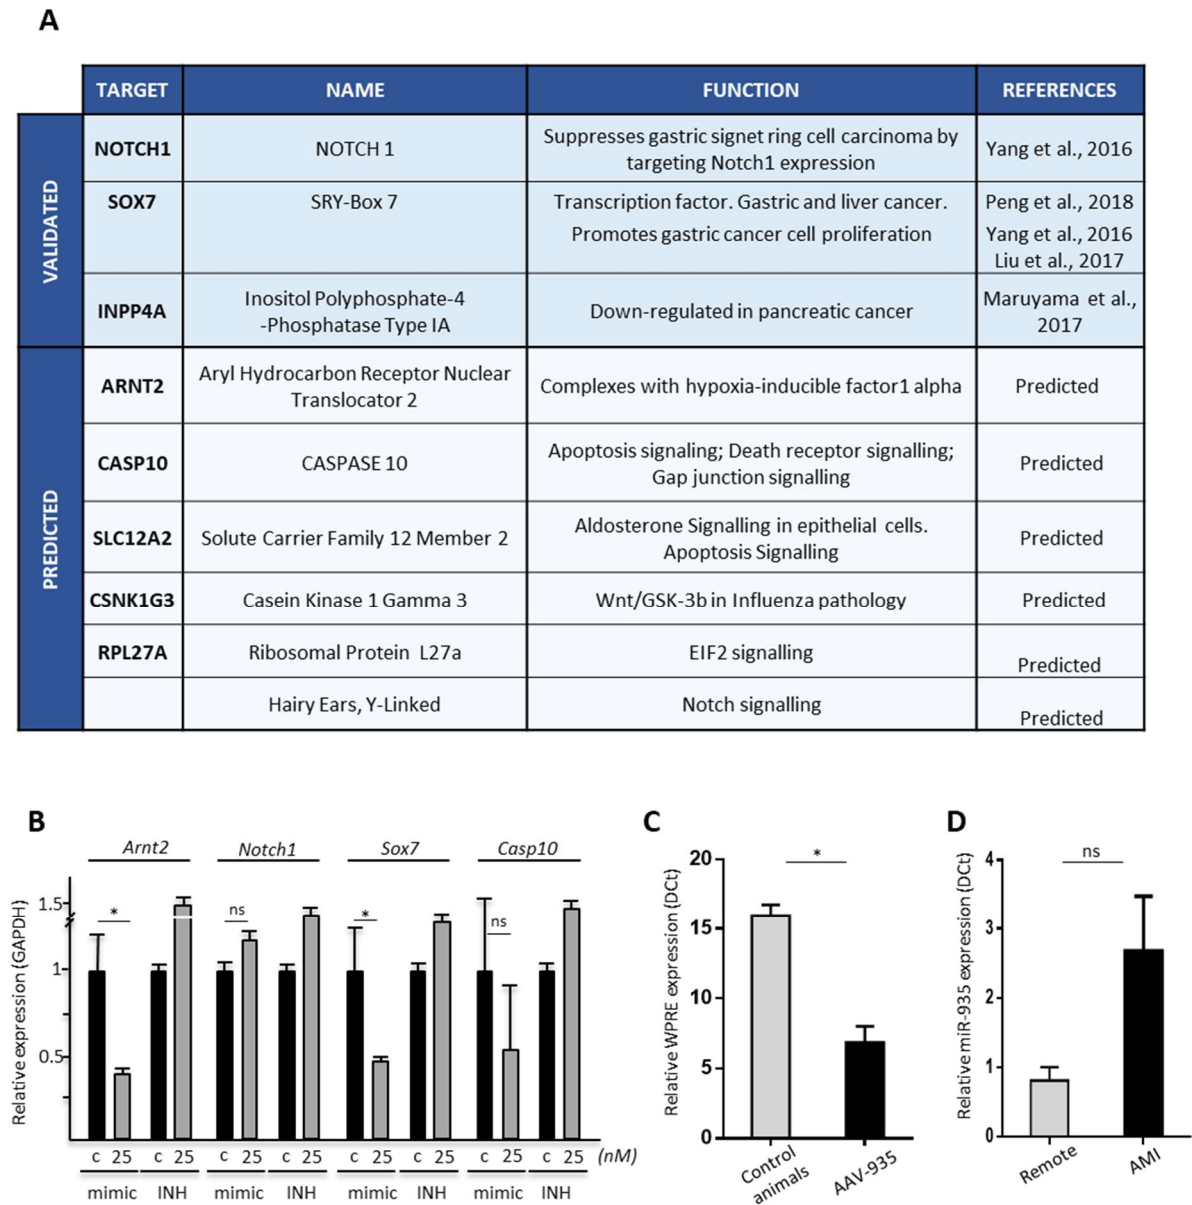 A
TARGET NAME FUNCTION REFERENCES
VALIDATED
NOTCH1 NOTCH 1 Suppresses gastric signet ring cell carcinoma by targeting Notch1 expression Yang et al., 2016
SOX7 SRY-Box 7 Transcription factor. Gastric and liver cancer. Peng et al., 2018
Promotes gastric cancer cell proliferation Yang et al., 2016
Liu et al., 2017
INPP4A Inositol Polyphosphate-4 -Phosphatase Type IA Down-regulated in pancreatic cancer Maruyama et al., 2017
PREDICTED
ARNT2 Aryl Hydrocarbon Receptor Nuclear Translocator 2 Complexes with hypoxia-inducible factor1 alpha Predicted
CASP10 CASPASE 10 Apoptosis signaling; Death receptor signalling; Gap junction signalling Predicted
SLC12A2 Solute Carrier Family 12 Member 2 Aldosterone Signalling in epithelial cells. Apoptosis Signalling Predicted
CSNK1G3 Casein Kinase 1 Gamma 3 Wnt/GSK-3b in Influenza pathology Predicted
RPL27A Ribosomal Protein L27a EIF2 signalling Predicted
Hairy Ears, Y-Linked Notch signalling Predicted
B
Arnt2 Notch1 Sox7 Casp10
Relative expression (GAPDH)
1.5
1
0.5
* ns * ns
c 25 c 25 c 25 c 25 c 25 c 25 c 25 c 25 (nM)
mimic INH mimic INH mimic INH mimic INH
C
Relative WPRE expression (DCt)
20
15
10
5
0
*
Control animals
AAV-935
D
Relative miR-935 expression (DCt)
4
3
2
1
0
ns
Remote
AMI